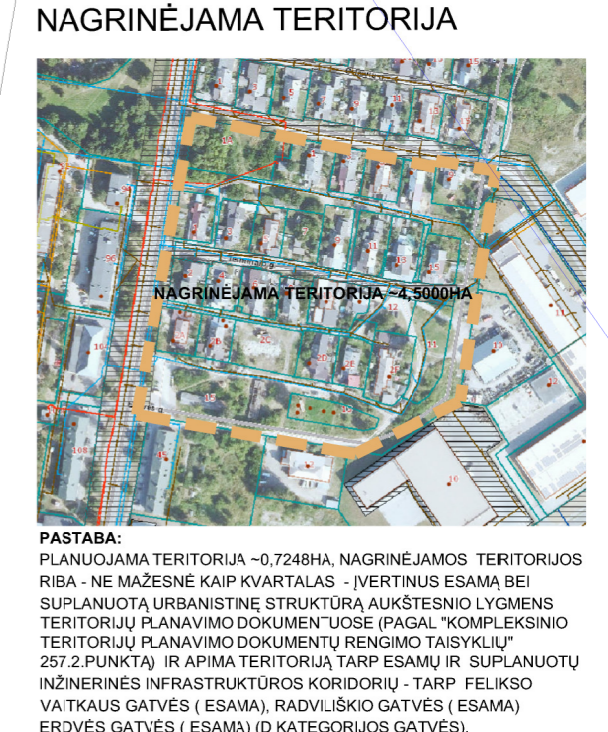 NAGRINĖJAMA TERITORIJA
NAGRINĖJAMA TERITORIJA ~4,5000HA
PASTABA:
PLANUOJAMA TERITORIJA ~0,7248HA, NAGRINĖJAMOS TERITORIJOS
RIBA - NE MAŽESNĖ KAIP KVARTALAS - ĮVERTINUS ESAMĄ BEI
SUPLANUOTĄ URBANISTINĘ STRUKTŪRĄ AUKŠTESNIO LYGMENS
TERITORIJŲ PLANAVIMO DOKUMENTUOSE (PAGAL "KOMPLEKSINIO
TERITORIJŲ PLANAVIMO DOKUMENTŲ RENGIMO TAISYKLIŲ"
257.2.PUNKTĄ) IR APIMA TERITORIJĄ TARP ESAMŲ IR SUPLANUOTŲ
INŽINERINĖS INFRASTRUKTŪROS KORIDORIŲ - TARP FELIKSO
VAITKAUS GATVĖS ( ESAMA), RADVILIŠKIO GATVĖS ( ESAMA)
ERDVĖS GATVĖS ( ESAMA) (D KATEGORIJOS GATVĖS).